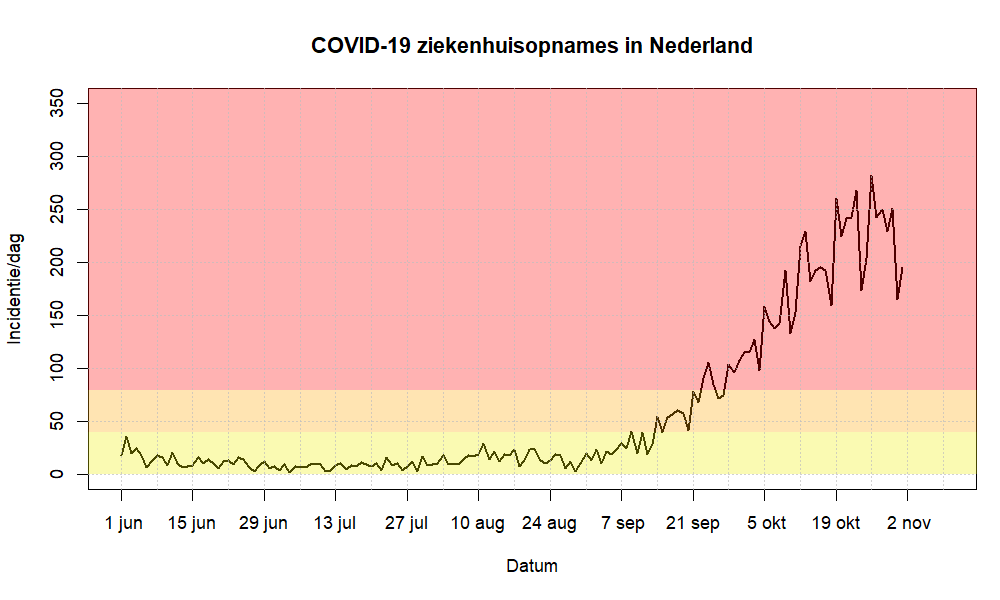 COVID-19 ziekenhuisopnames in Nederland
Incidentie/dag
350
300
250
200
150
100
50
0
1 jun 15 jun 29 jun 13 jul 27 jul 10 aug 24 aug 7 sep 21 sep 5 okt 19 okt 2 nov
Datum